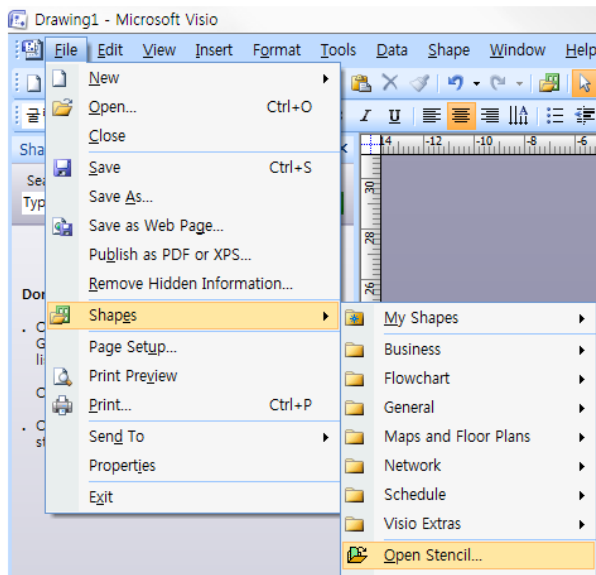 Drawing1 - Microsoft Visio
File Edit View Insert Format Tools Data Shape Window Help
New
Open... Ctrl+O
Close
Save Ctrl+S
Save As...
Save as Web Page...
Publish as PDF or XPS...
Remove Hidden Information...
Shapes
Page Setup...
Print Preview
Print... Ctrl+P
Send To
Properties
Exit
My Shapes
Business
Flowchart
General
Maps and Floor Plans
Network
Schedule
Visio Extras
Open Stencil...
I U
Sha
Sea
Typ
14 -12 -10 -8 -6
30
28
26